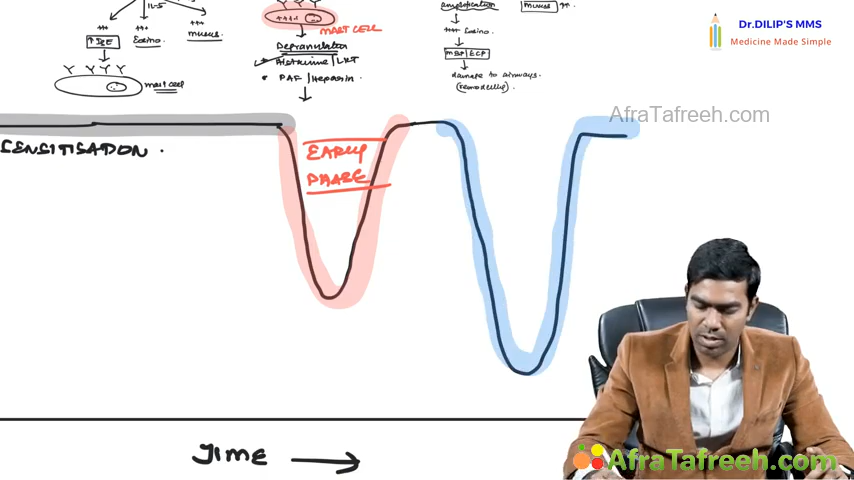 IL-5
+++
+++
+++
↑ IgE
Eosino.
mucus
mast cell
MAST CELL
Degranulation
Histamine / LKT
• PAF / Heparin
amplification
mucus ↑↑
++++ Eosino
MBP / ECP
damage to airways
(remodelling).
Dr.DILIP'S MMS
Medicine Made Simple
AfraTafreeh.com
SENSITISATION .
EARLY
PHASE
TIME →
AfraTafreeh.com